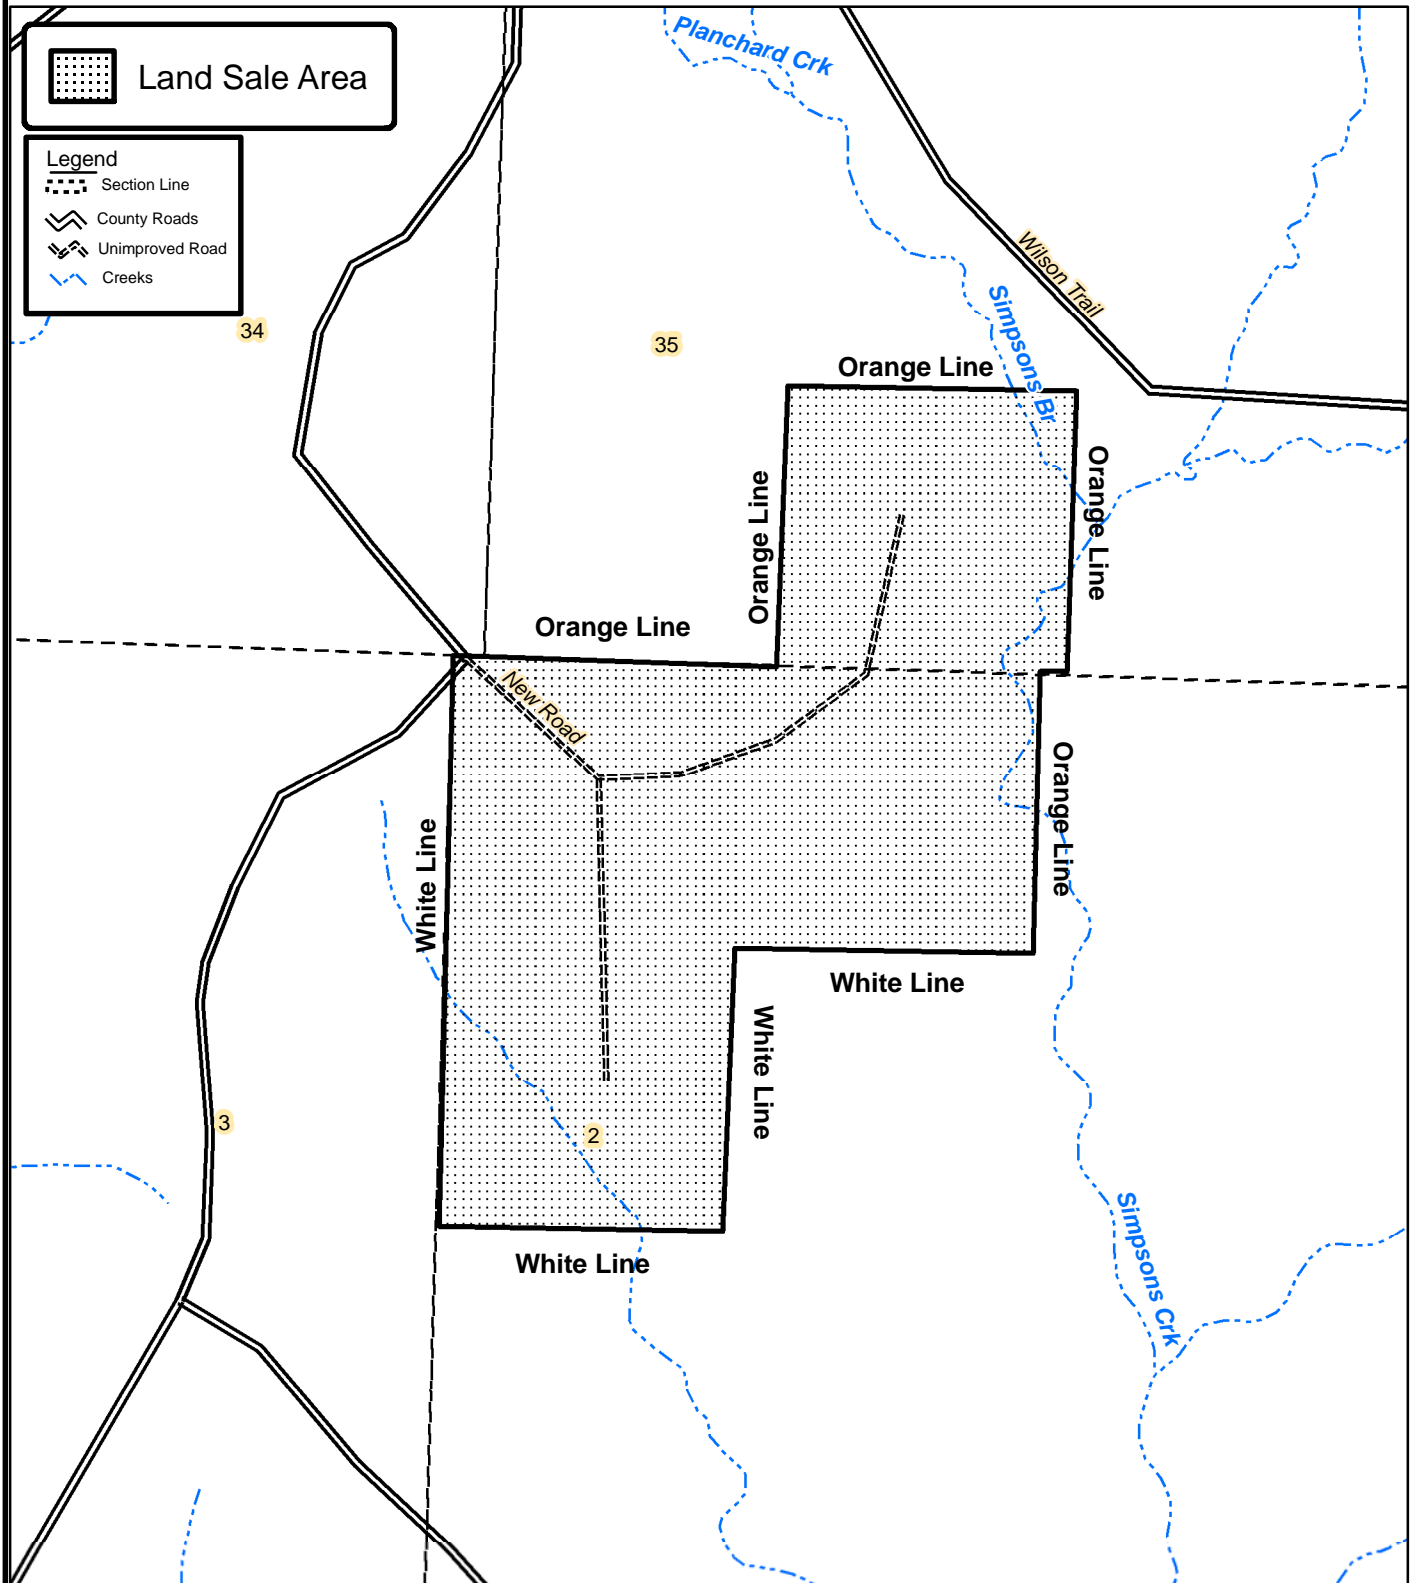 Land Sale Area
Legend
Section Line
County Roads
Unimproved Road
Creeks
Planchard Crk
Wilson Trail
Simpsons Br
34
35
Orange Line
Orange Line
Orange Line
Orange Line
New Road
Orange Line
White Line
White Line
White Line
3
2
Simpsons Crk
White Line